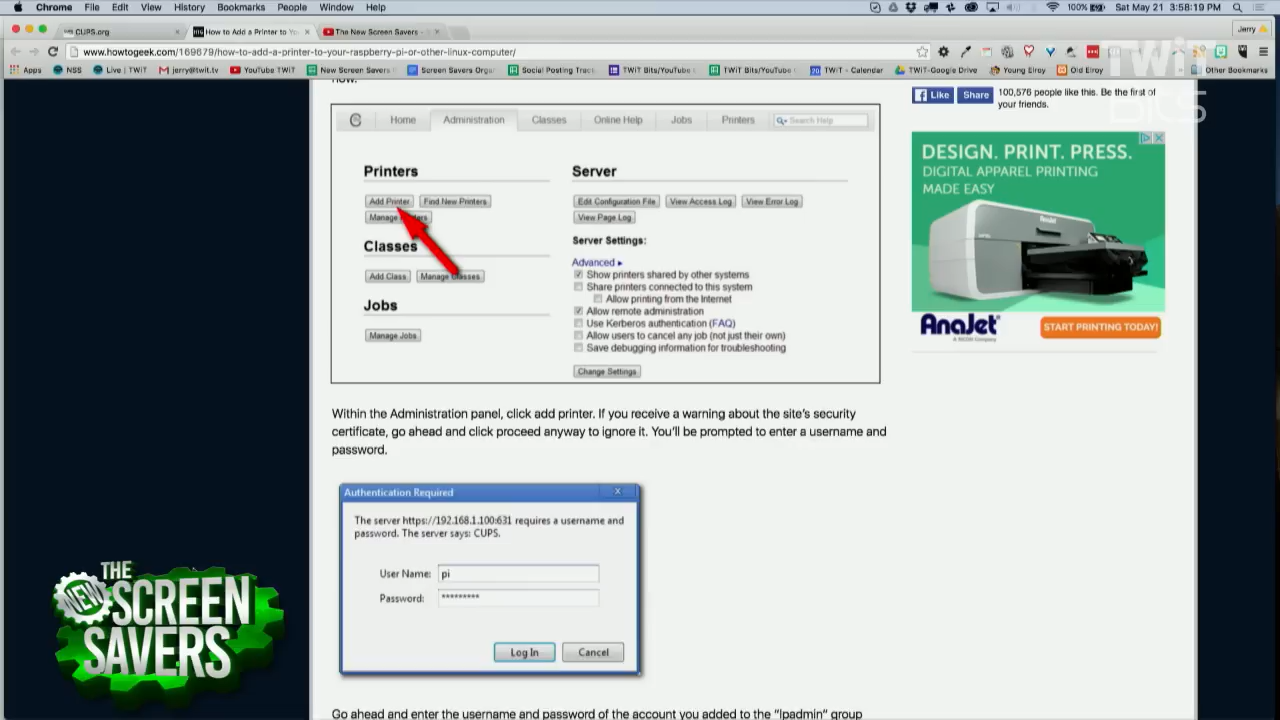 Chrome File Edit View History Bookmarks People Window Help
100% Sat May 21 3:58:19 PM
CUPS.org
How to Add a Printer to Yo
The New Screen Savers -
Jerry
www.howtogeek.com/169679/how-to-add-a-printer-to-your-raspberry-pi-or-other-linux-computer/
Apps NSS Live | TWiT jerry@twit.tv YouTube TWIT New Screen Savers Screen Savers Orga Social Posting Track TWiT Bits/YouTube TWiT Bits/YouTube TWiT - Calendar TWiT-Google Drive Young Elroy Old Elroy Other Bookmarks
TWiT
BITS
now.
Like Share 100,576 people like this. Be the first of
your friends.
Home Administration Classes Online Help Jobs Printers Search Help
Printers
Add Printer Find New Printers
Manage Printers
Classes
Add Class Manage Classes
Jobs
Manage Jobs
Server
Edit Configuration File View Access Log View Error Log
View Page Log
Server Settings:
Advanced
Show printers shared by other systems
Share printers connected to this system
Allow printing from the Internet
Allow remote administration
Use Kerberos authentication (FAQ)
Allow users to cancel any job (not just their own)
Save debugging information for troubleshooting
Change Settings
DESIGN. PRINT. PRESS.
DIGITAL APPAREL PRINTING
MADE EASY
AnaJet
AnaJet
A RICOH Company
START PRINTING TODAY!
Within the Administration panel, click add printer. If you receive a warning about the site's security
certificate, go ahead and click proceed anyway to ignore it. You'll be prompted to enter a username and
password.
Authentication Required
The server https://192.168.1.100:631 requires a username and
password. The server says: CUPS.
User Name: pi
Password: *********
Log In Cancel
THE
NEW SCREEN
SAVERS
Go ahead and enter the username and password of the account you added to the "lpadmin" group